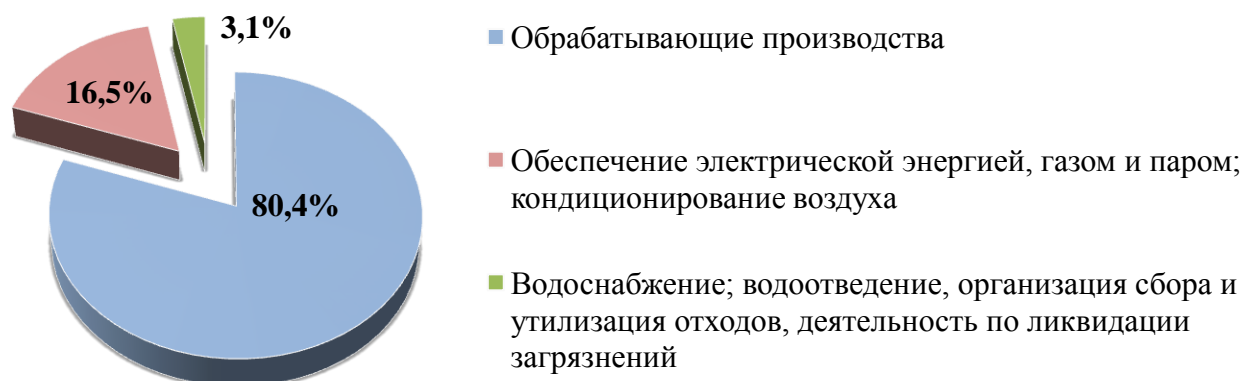 3,1%
16,5%
80,4%
Обрабатывающие производства
Обеспечение электрической энергией, газом и паром;
кондиционирование воздуха
Водоснабжение; водоотведение, организация сбора и
утилизация отходов, деятельность по ликвидации
загрязнений